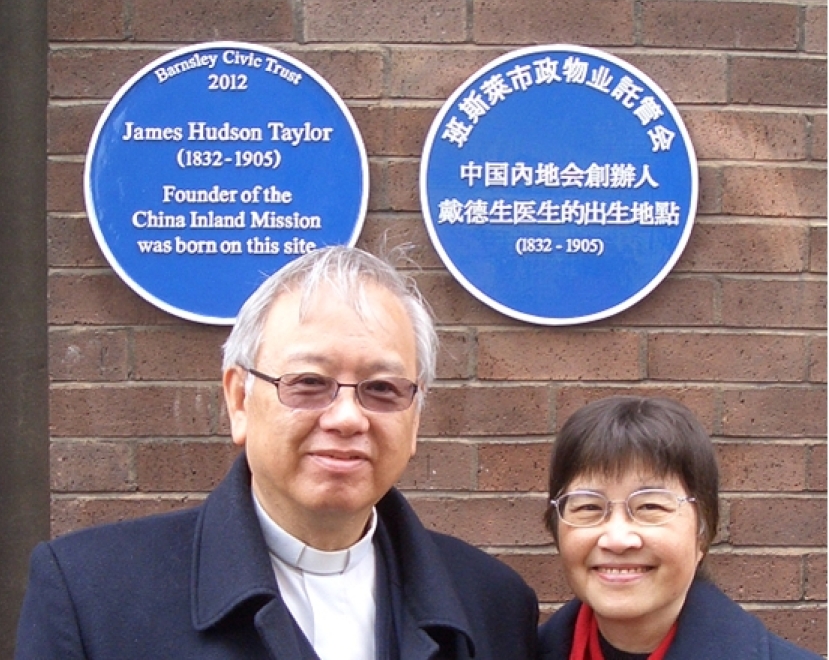 Barnsley Civic Trust
2012
James Hudson Taylor
(1832-1905)
Founder of the
China Inland Mission
was born on this site
班斯萊市政物业託管会
中国內地会創辦人
戴德生医生的出生地點
(1832-1905)